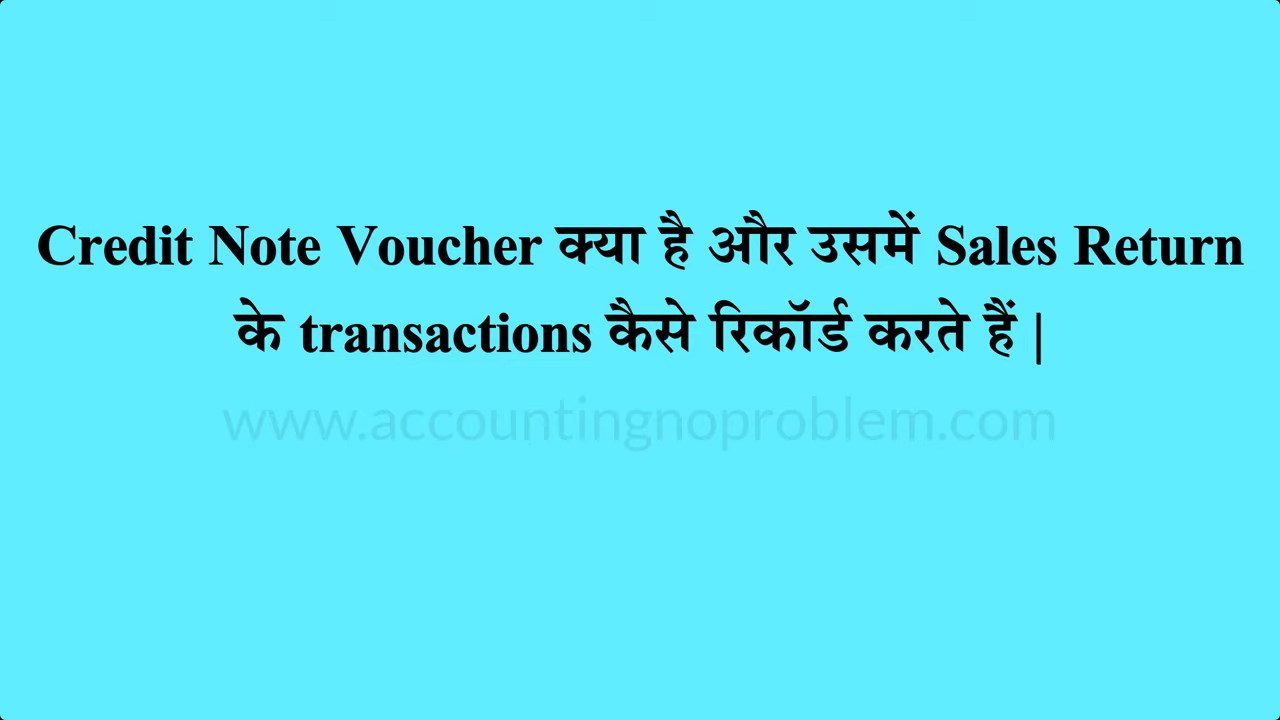 Credit Note Voucher क्या है और उसमें Sales Return
के transactions कैसे रिकॉर्ड करते हैं |
www.accountingnoproblem.com